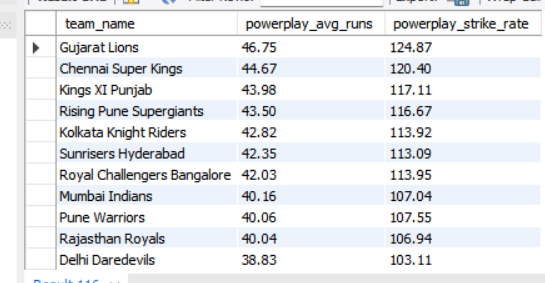 team_name powerplay_avg_runs powerplay_strike_rate
Gujarat Lions 46.75 124.87
Chennai Super Kings 44.67 120.40
Kings XI Punjab 43.98 117.11
Rising Pune Supergiants 43.50 116.67
Kolkata Knight Riders 42.82 113.92
Sunrisers Hyderabad 42.35 113.09
Royal Challengers Bangalore 42.03 113.95
Mumbai Indians 40.16 107.04
Pune Warriors 40.06 107.55
Rajasthan Royals 40.04 106.94
Delhi Daredevils 38.83 103.11